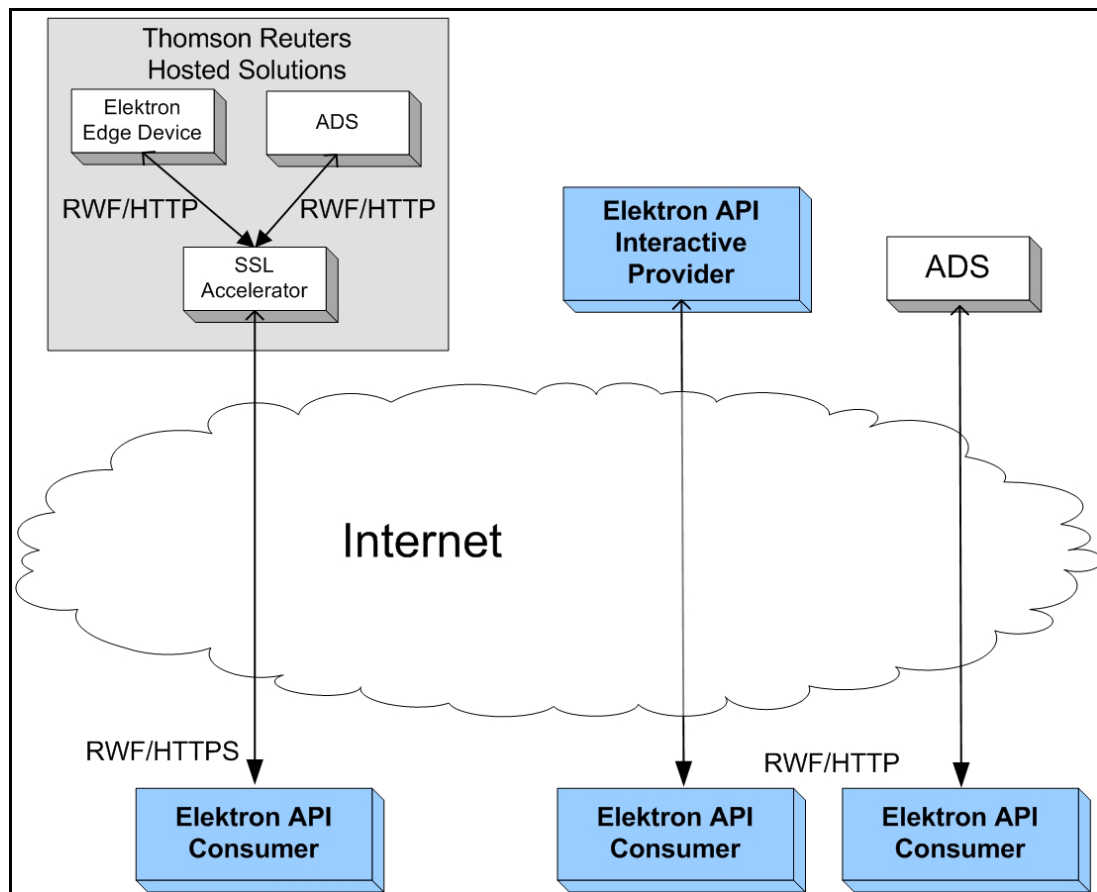 Thomson Reuters
Hosted Solutions
Elektron
Edge Device
ADS
RWF/HTTP
RWF/HTTP
SSL
Accelerator
Elektron API
Interactive
Provider
ADS
Internet
RWF/HTTPS
RWF/HTTP
Elektron API
Consumer
Elektron API
Consumer
Elektron API
Consumer